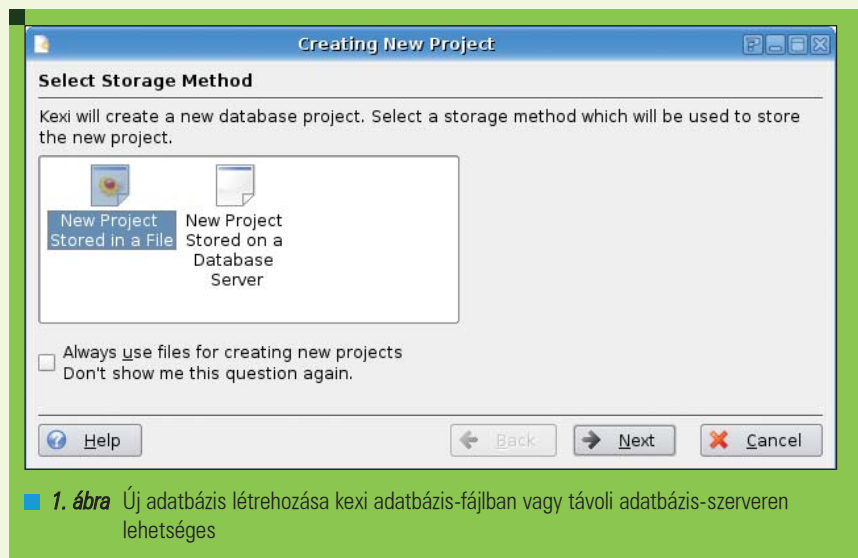 Creating New Project
Select Storage Method
Kexi will create a new database project. Select a storage method which will be used to store
the new project.
New Project
Stored in a File
New Project
Stored on a
Database
Server
Always use files for creating new projects
Don't show me this question again.
Help
Back
Next
Cancel
1. ábra Új adatbázis létrehozása kexi adatbázis-fájlban vagy távoli adatbázis-szerveren
lehetséges